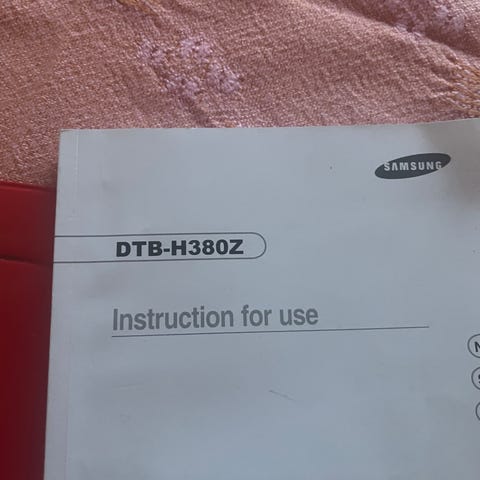 SAMSUNG
DTB-H380Z
Instruction for use